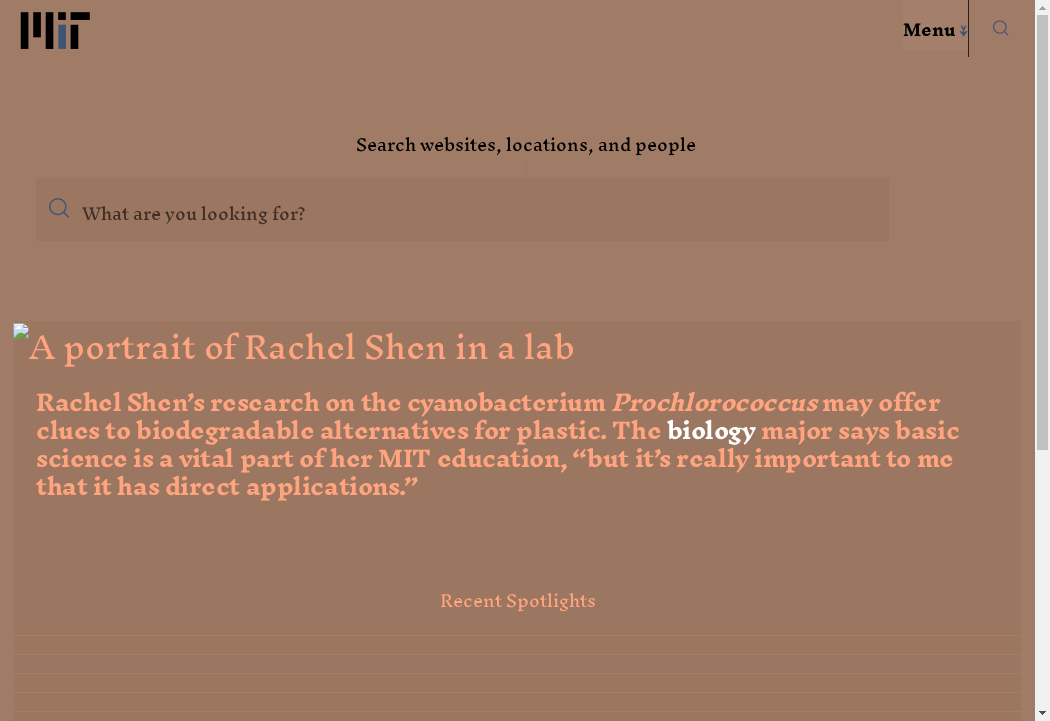 MIT
Menu
Search websites, locations, and people
What are you looking for?
A portrait of Rachel Shen in a lab
Rachel Shen’s research on the cyanobacterium Prochlorococcus may offer
clues to biodegradable alternatives for plastic. The biology major says basic
science is a vital part of her MIT education, “but it’s really important to me
that it has direct applications.”
Recent Spotlights